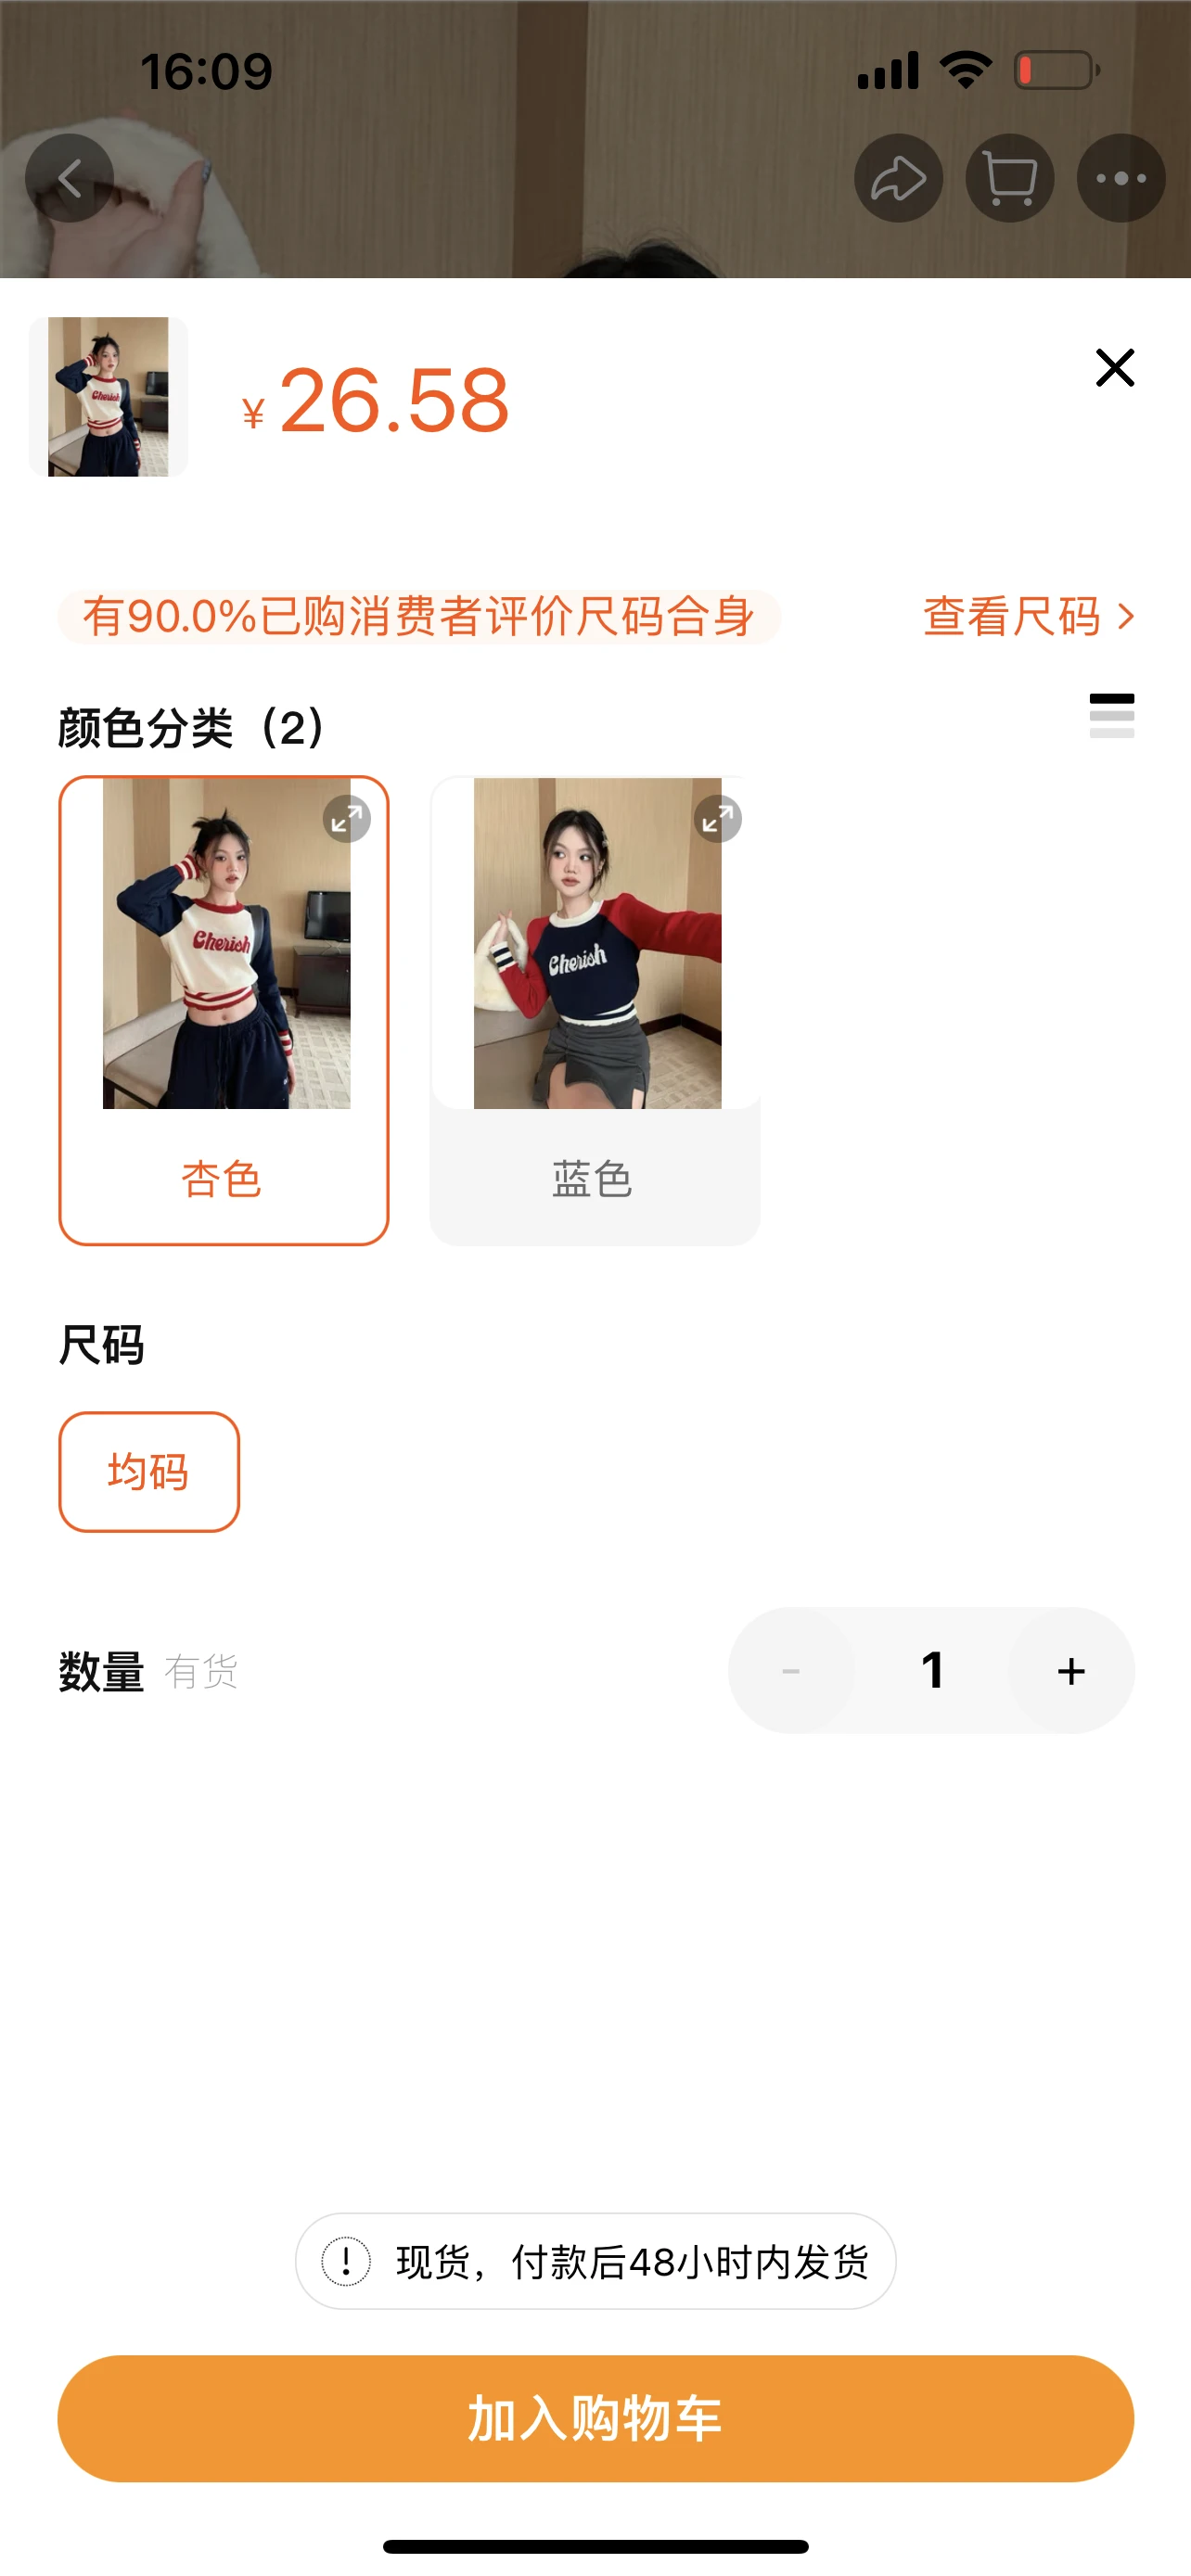 16:09
¥26.58
有90.0%已购消费者评价尺码合身
查看尺码 >
颜色分类（2）
Cherish
Cherish
Cherish
杏色
蓝色
尺码
均码
数量 有货
- 1 +
现货，付款后48小时内发货
加入购物车